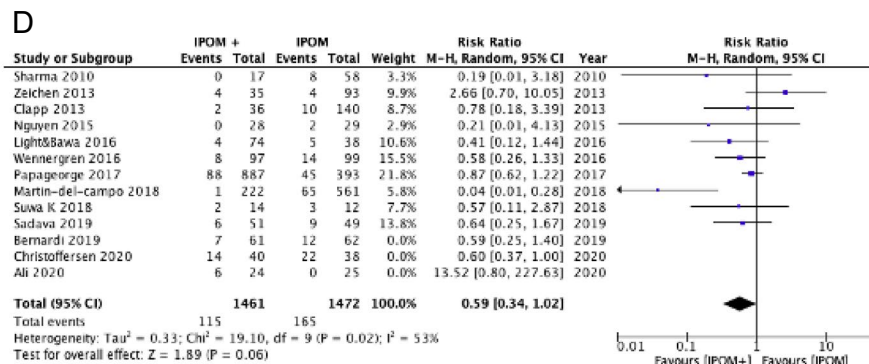 D
IPOM + IPOM Risk Ratio Risk Ratio
Study or Subgroup Events Total Events Total Weight M-H, Random, 95% CI Year M-H, Random, 95% CI
Sharma 2010 0 17 8 58 3.3% 0.19 [0.01, 3.18] 2010
Zeichen 2013 4 35 4 93 9.5% 2.66 [0.70, 10.05] 2013
Clapp 2013 2 36 10 140 8.7% 0.78 [0.18, 3.39] 2013
Nguyen 2015 0 28 2 29 2.9% 0.21 [0.01, 4.13] 2015
Light&Bawa 2016 4 74 5 38 10.6% 0.41 [0.12, 1.44] 2016
Wennergren 2016 8 97 14 99 15.5% 0.58 [0.26, 1.33] 2016
Papageorge 2017 88 887 45 393 21.8% 0.87 [0.62, 1.22] 2017
Martin-del-campo 2018 1 222 65 561 5.8% 0.04 [0.01, 0.28] 2018
Suwa K 2018 2 14 3 12 7.7% 0.57 [0.11, 2.87] 2018
Sadava 2019 6 51 9 49 13.8% 0.64 [0.25, 1.67] 2019
Bernardi 2019 7 61 12 62 0.0% 0.59 [0.25, 1.40] 2019
Christoffersen 2020 14 40 22 38 0.0% 0.60 [0.37, 1.00] 2020
Ali 2020 6 24 0 25 0.0% 13.52 [0.80, 227.63] 2020
Total (95% CI) 1461 1472 100.0% 0.59 [0.34, 1.02]
Total events 115 165
Heterogeneity: Tau² = 0.33; Chi² = 19.10, df = 9 (P = 0.02); I² = 53%
Test for overall effect: Z = 1.89 (P = 0.06)
0.01 0.1 1 10
Favours [IPOM+] Favours [IPOM]